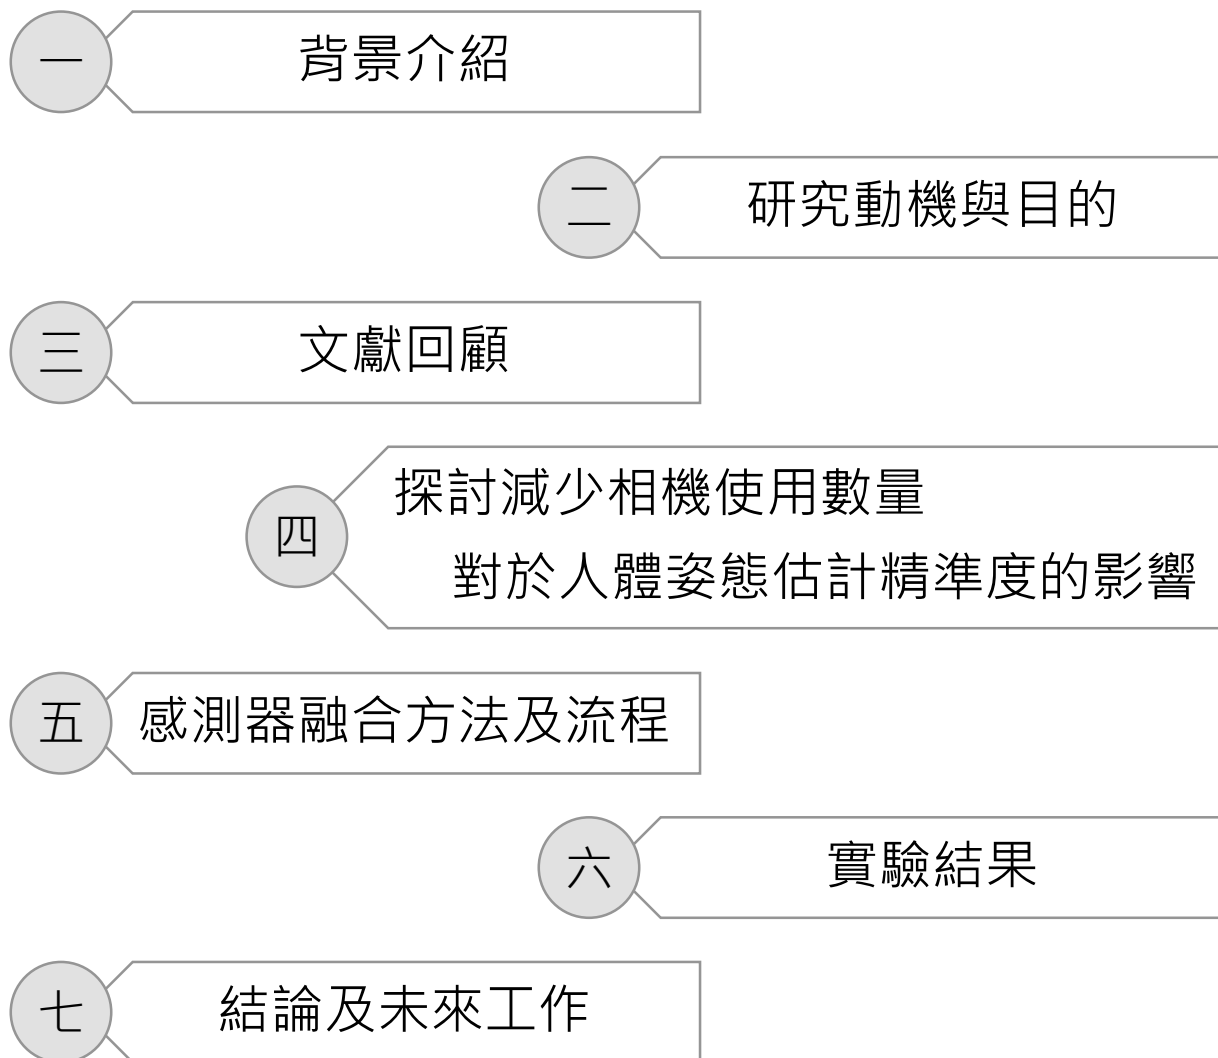 一
背景介紹
二
研究動機與目的
三
文獻回顧
四
探討減少相機使用數量
對於人體姿態估計精準度的影響
五
感測器融合方法及流程
六
實驗結果
七
結論及未來工作